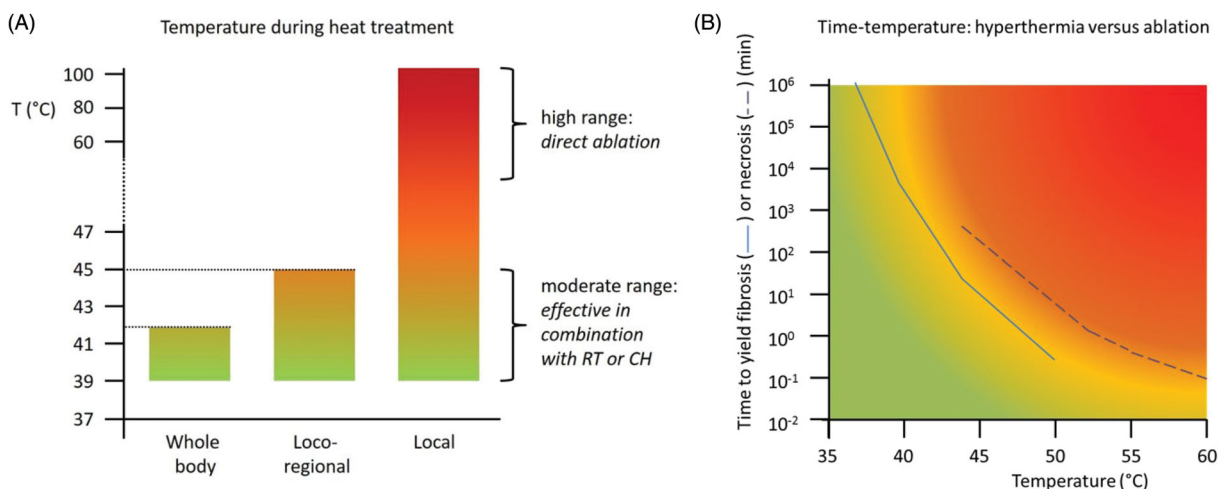 (A)
Temperature during heat treatment
T (°C)
100
80
60
47
45
43
41
39
37
Whole
body
Loco-
regional
Local
high range:
direct ablation
moderate range:
effective in
combination
with RT or CH
(B)
Time-temperature: hyperthermia versus ablation
Time to yield fibrosis (——) or necrosis (– –) (min)
10⁶
10⁵
10⁴
10³
10²
10¹
10⁰
10⁻¹
10⁻²
35
40
45
50
55
60
Temperature (°C)